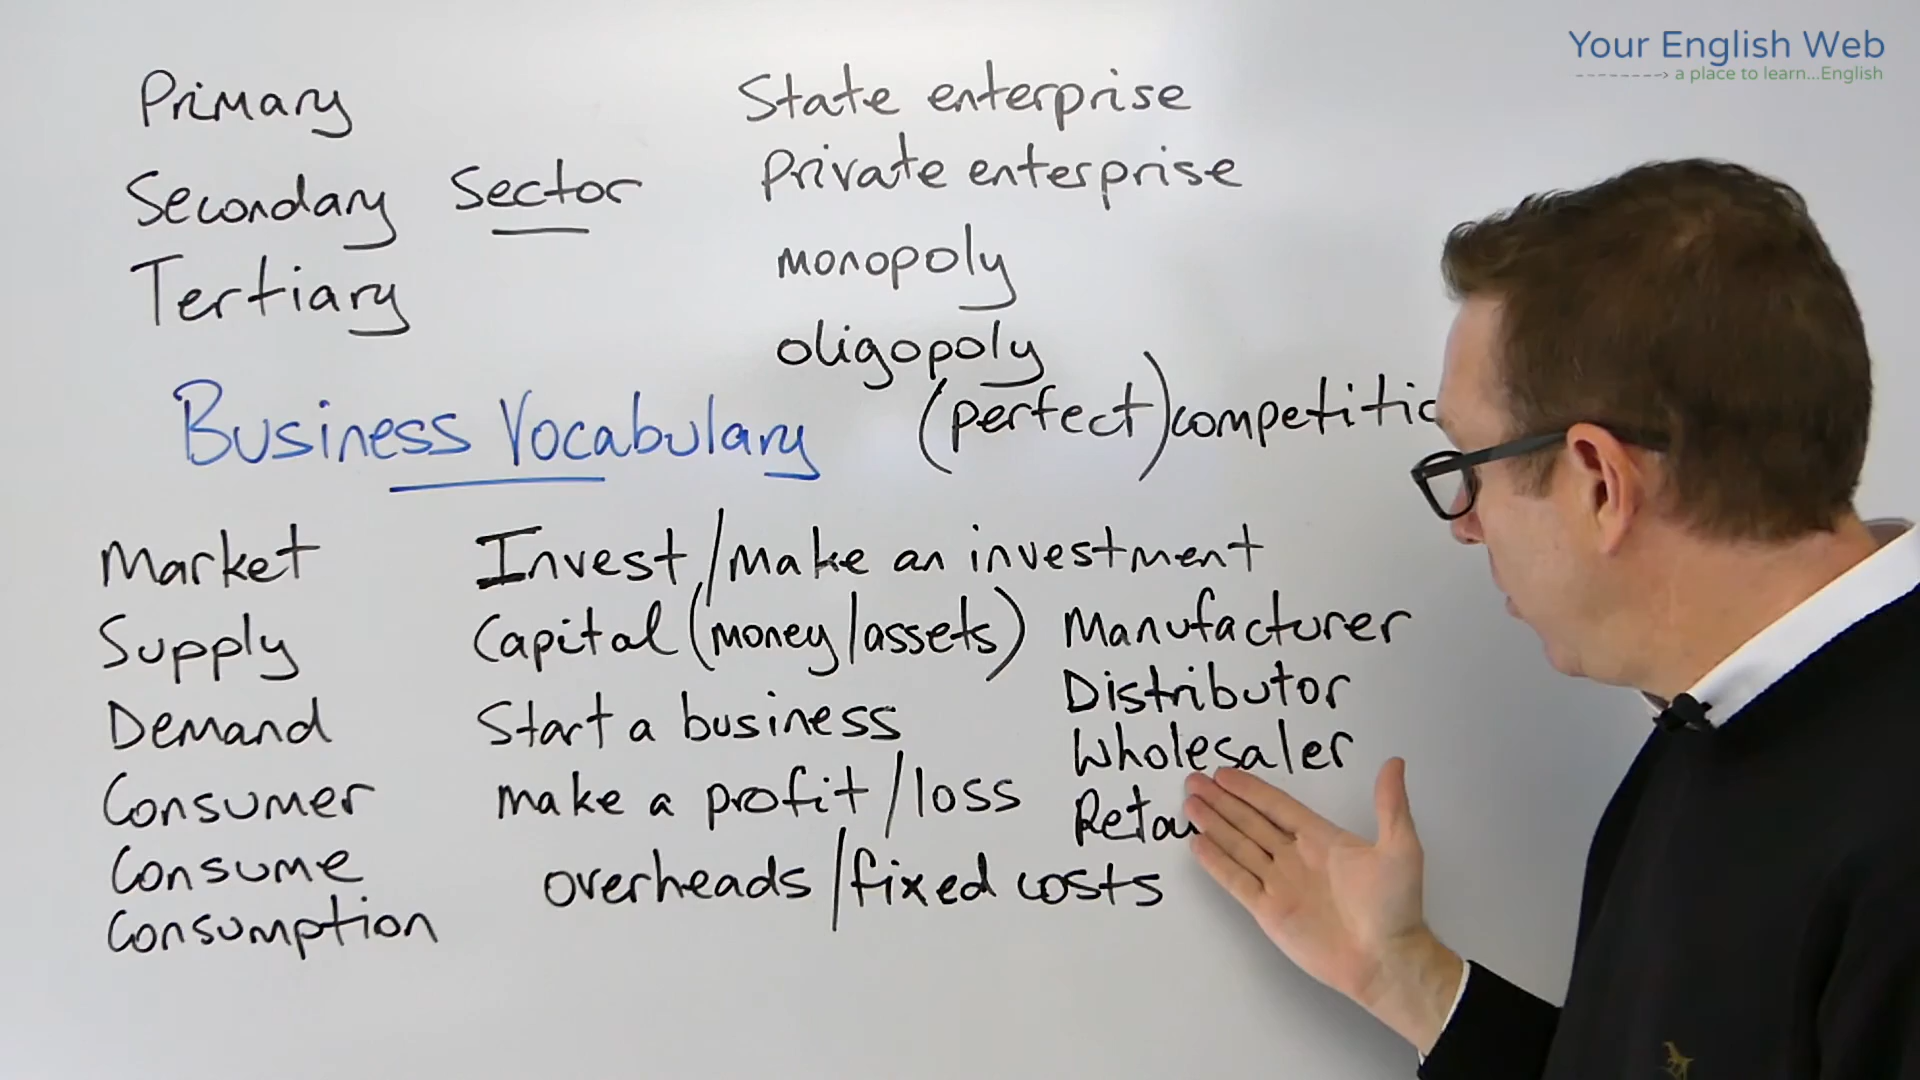 Your English Web
a place to learn...English
Primary
Secondary Sector
Tertiary
State enterprise
Private enterprise
monopoly
oligopoly
(perfect) competitio
Business Vocabulary
Market
Supply
Demand
Consumer
Consume
Consumption
Invest/make an investment
Capital (money/assets)
Start a business
make a profit/loss
overheads/fixed costs
Manufacturer
Distributor
Wholesaler